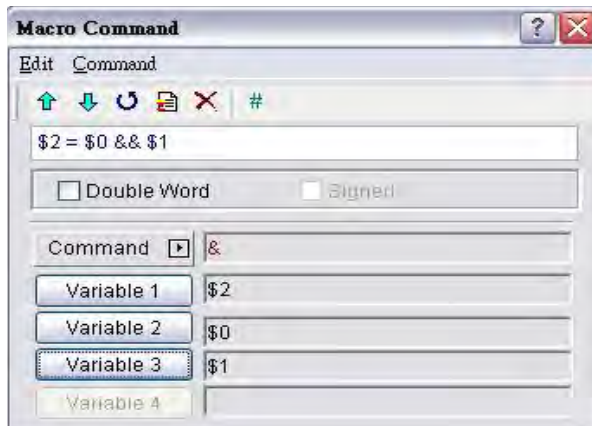 Macro Command
Edit Command
#
$2 = $0 && $1
Double Word Signed
Command &
Variable 1 $2
Variable 2 $0
Variable 3 $1
Variable 4